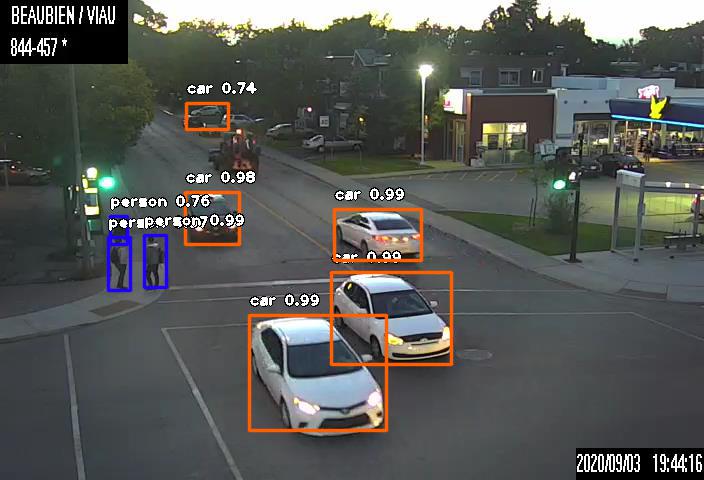 BEAUBIEN / VIAU
844-457 *
car 0.74
car 0.98
person 0.76
person 0.99
car 0.99
car 0.99
car 0.99
2020/09/03 19:44:16